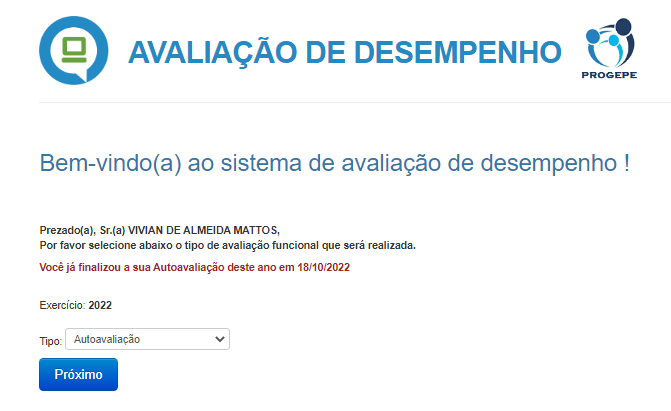 AVALIAÇÃO DE DESEMPENHO
PROGEPE
Bem-vindo(a) ao sistema de avaliação de desempenho !
Prezado(a), Sr.(a) VIVIAN DE ALMEIDA MATTOS,
Por favor selecione abaixo o tipo de avaliação funcional que será realizada.
Você já finalizou a sua Autoavaliação deste ano em 18/10/2022
Exercício: 2022
Tipo: Autoavaliação
Próximo